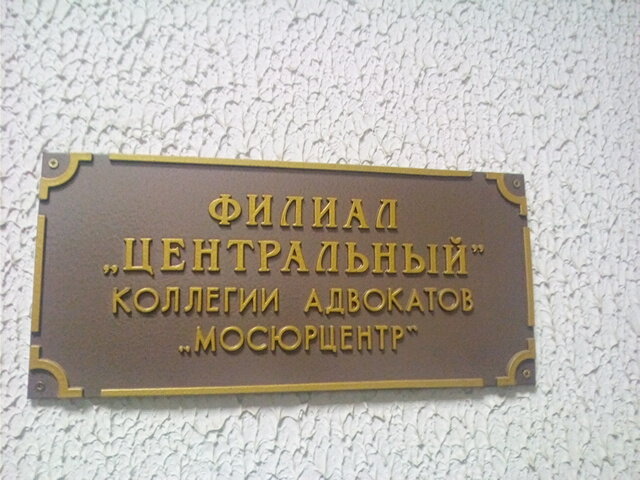 ФИЛИАЛ
„ЦЕНТРАЛЬНЫЙ”
КОЛЛЕГИИ АДВОКАТОВ
„МОСЮРЦЕНТР”